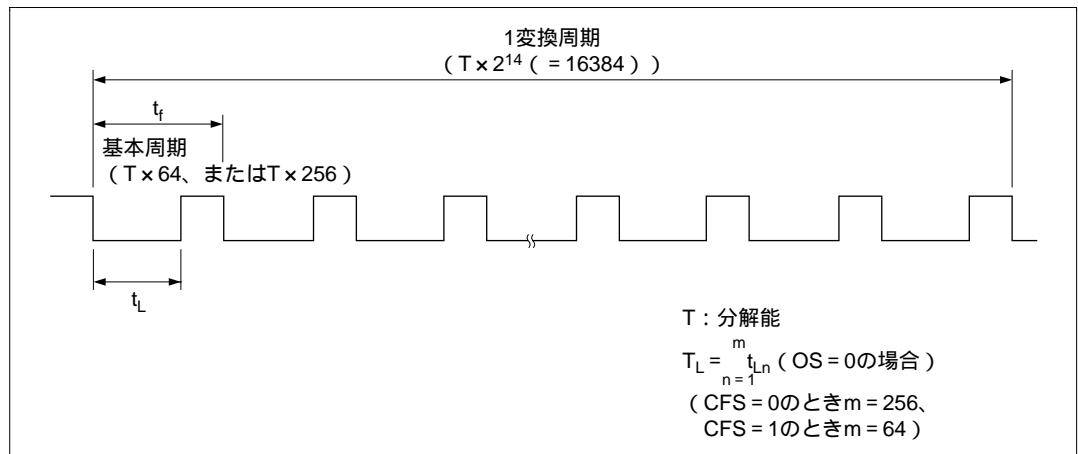 1変換周期
（T×2¹⁴（=16384））
t_f
基本周期
（T×64、またはT×256）
t_L
T：分解能
m
T_L = t_Ln（OS=0の場合）
n = 1
（CFS=0のときm=256、
CFS=1のときm=64）